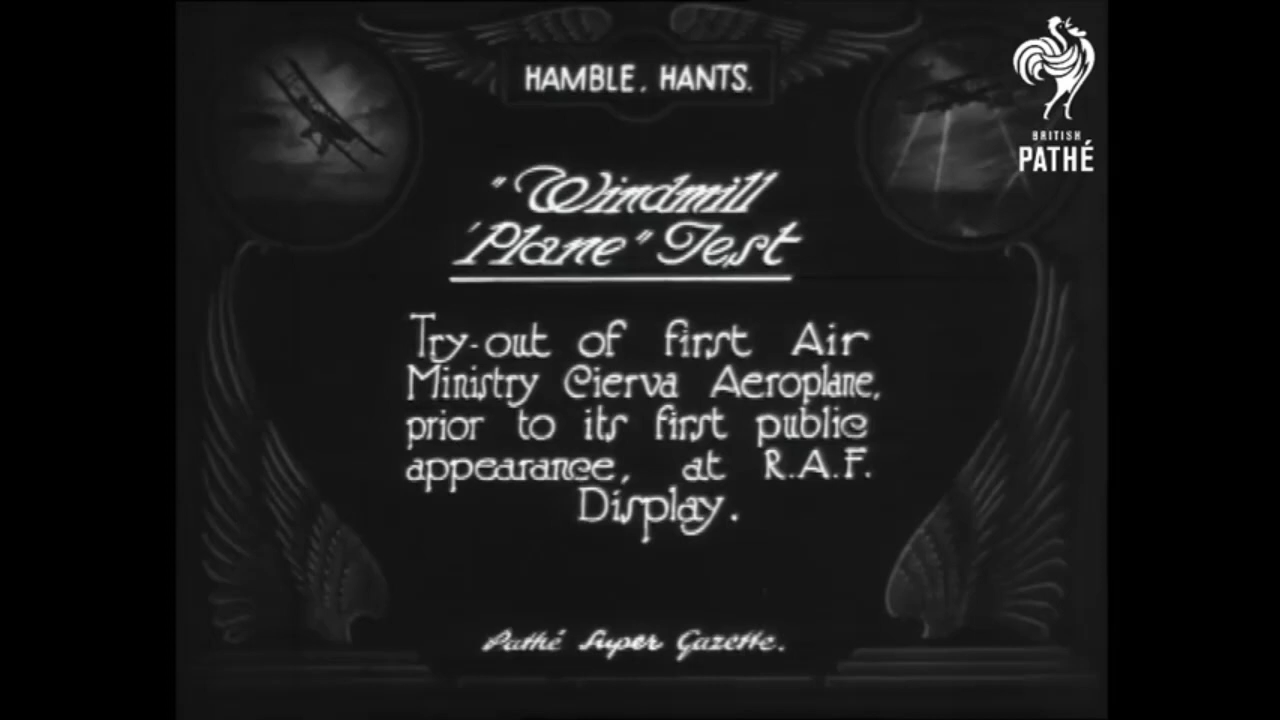 HAMBLE, HANTS.
BRITISH
PATHÉ
"Windmill
'Plane" Test
Try-out of first Air
Ministry Cierva Aeroplane,
prior to its first public
appearance, at R.A.F.
Display.
Pathé Super Gazette.